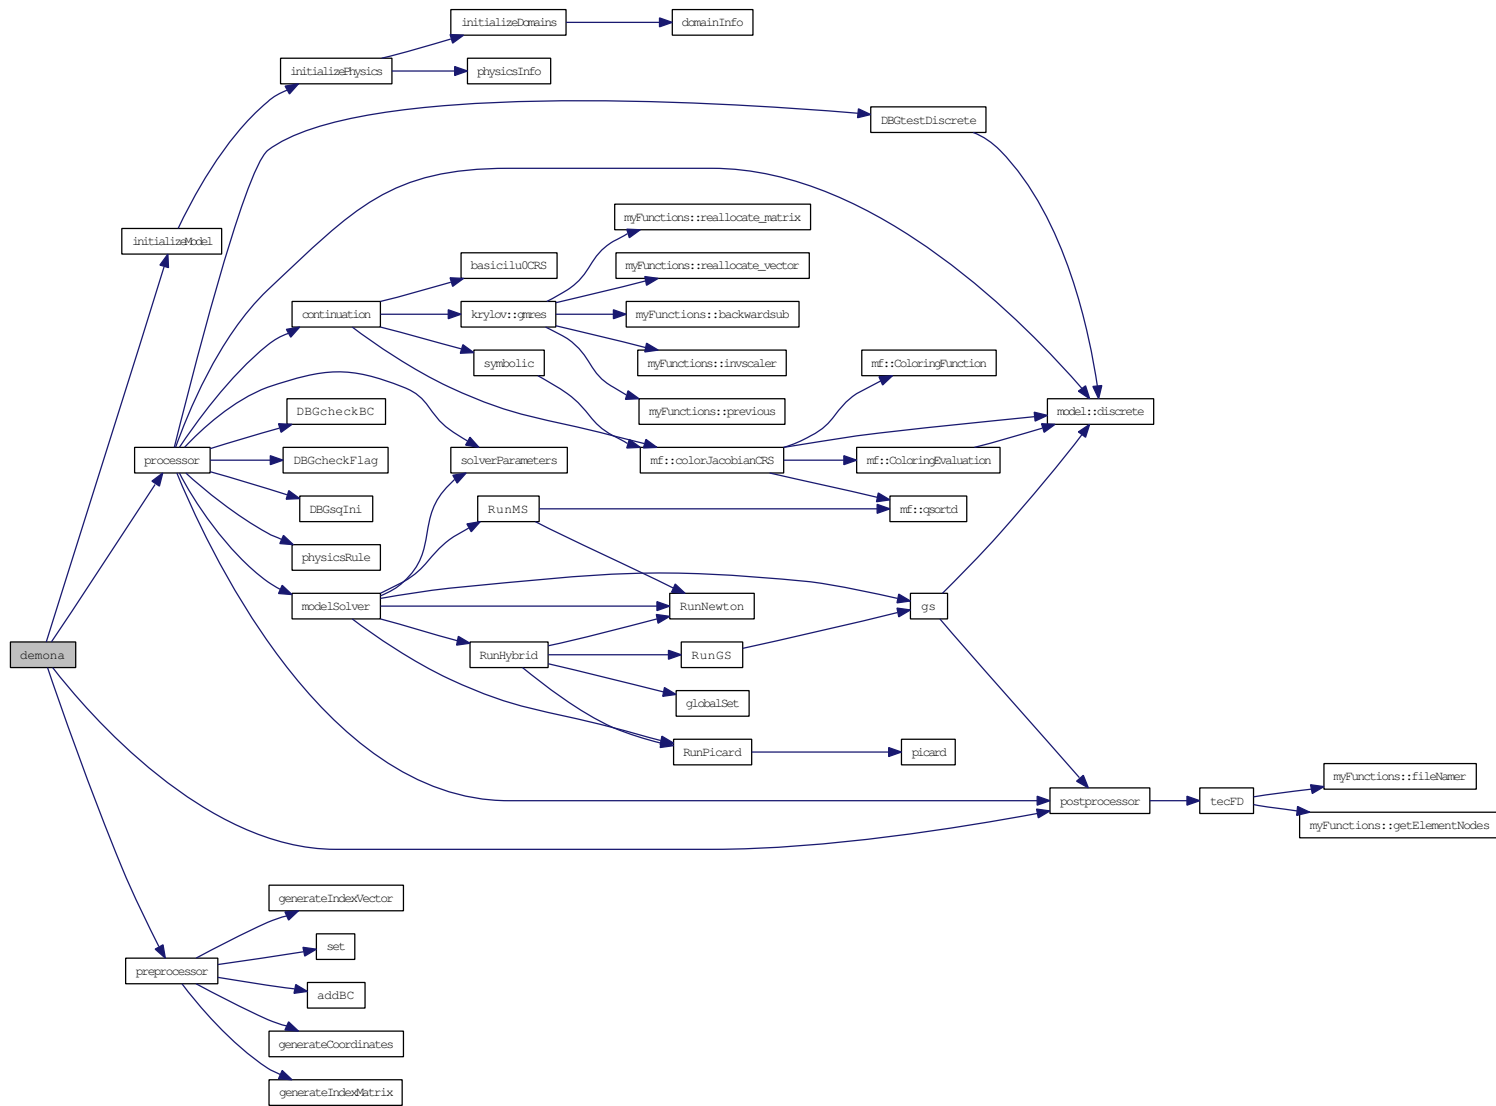 initializeDomains
domainInfo
initializePhysics
physicsInfo
DBGtestDiscrete
myFunctions::reallocate_matrix
initializeModel
basicilu0CRS
myFunctions::reallocate_vector
continuation
krylov::gmres
myFunctions::backwardsub
symbolic
myFunctions::invscaler
mf::ColoringFunction
DBGcheckBC
myFunctions::previous
model::discrete
processor
DBGcheckFlag
solverParameters
mf::colorJacobianCRS
mf::ColoringEvaluation
DBGsqIni
RunMS
mf::qsortd
physicsRule
modelSolver
RunNewton
gs
demona
RunHybrid
RunGS
globalSet
RunPicard
picard
myFunctions::fileNamer
postprocessor
tecFD
myFunctions::getElementNodes
generateIndexVector
set
preprocessor
addBC
generateCoordinates
generateIndexMatrix